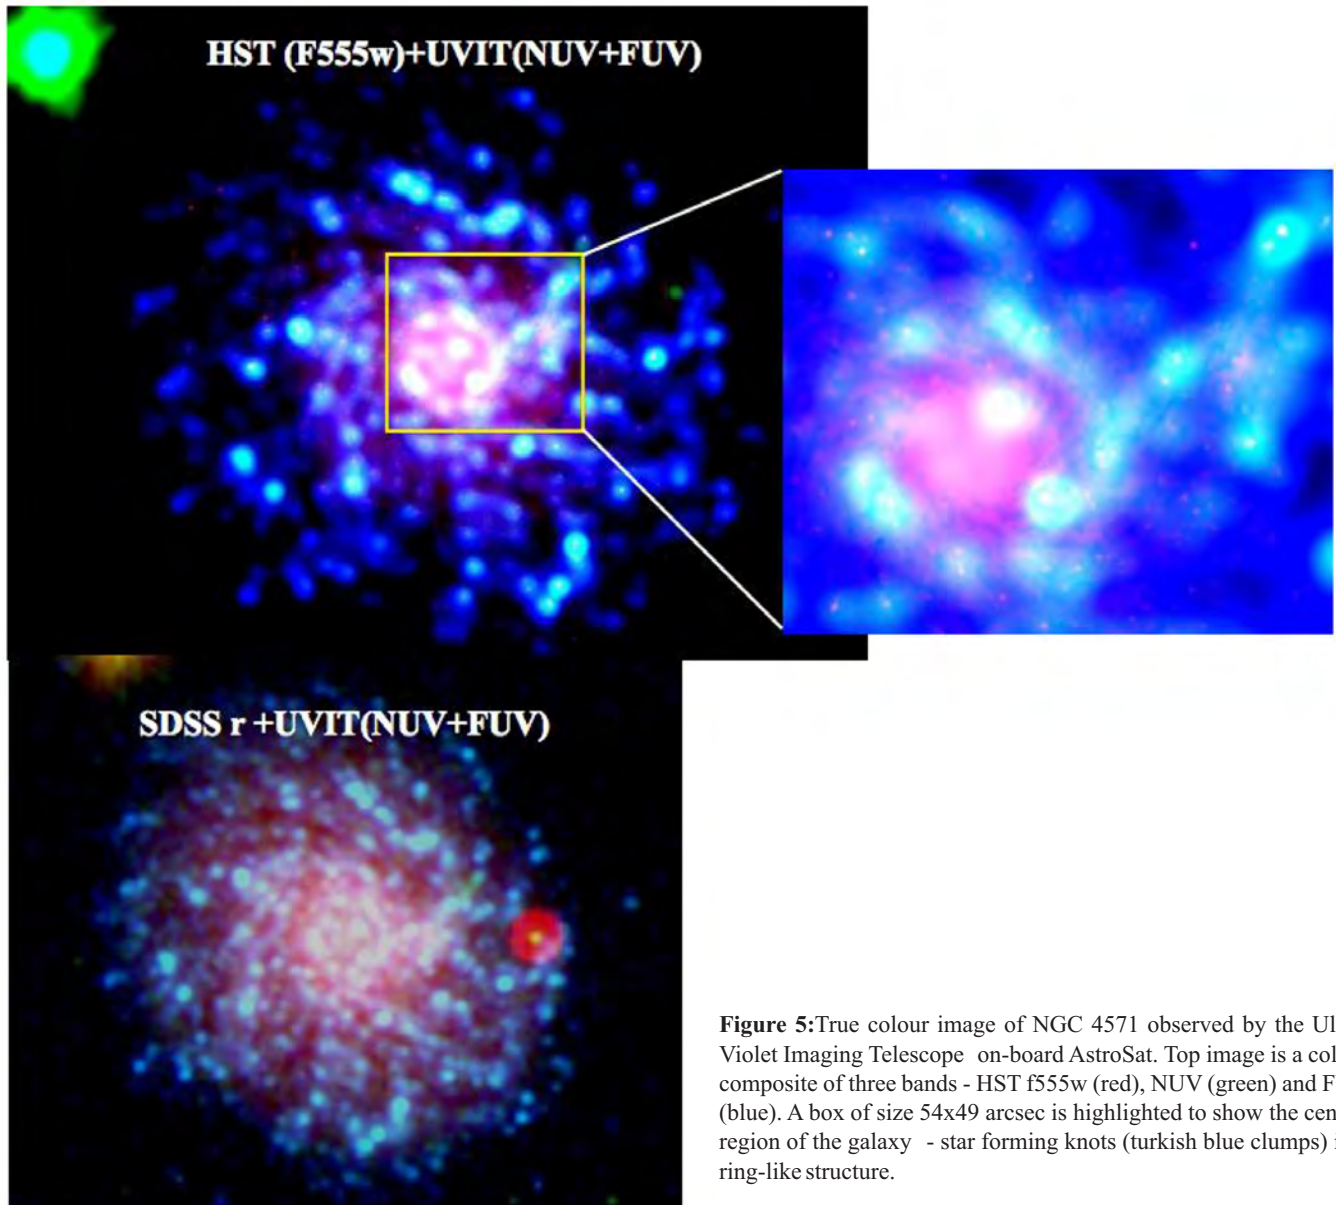 HST (F555w)+UVIT(NUV+FUV)
SDSS r +UVIT(NUV+FUV)
Figure 5:True colour image of NGC 4571 observed by the
Violet Imaging Telescope on-board AstroSat. Top image is a
composite of three bands - HST f555w (red), NUV (green) and
(blue). A box of size 54x49 arcsec is highlighted to show the
region of the galaxy - star forming knots (turkish blue clumps)
ring-like structure.